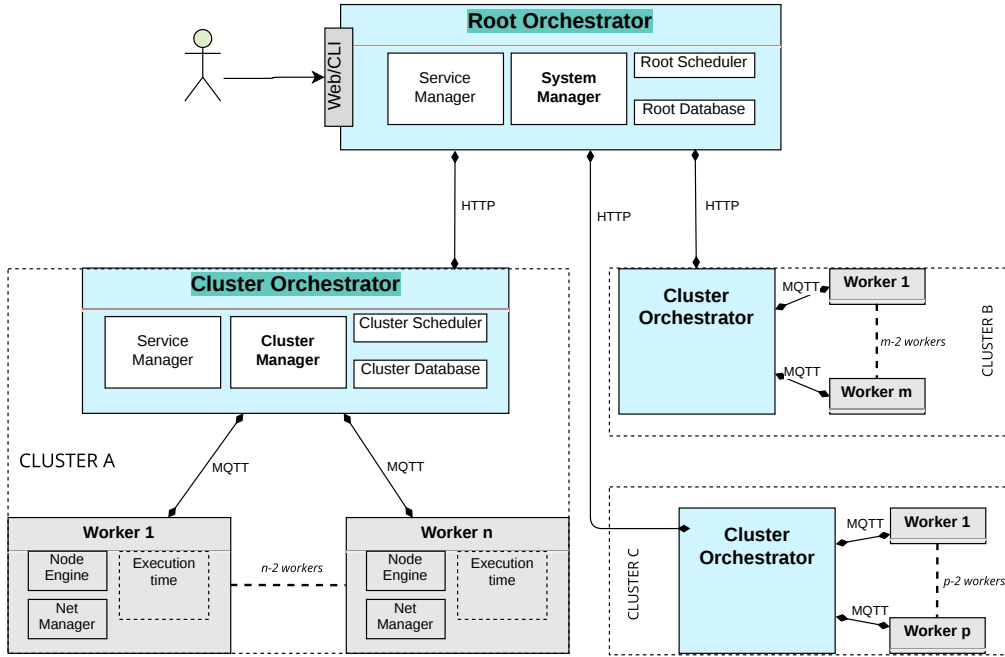 Root Orchestrator
Web/CLI
Service
Manager
System
Manager
Root Scheduler
Root Database
HTTP
HTTP
HTTP
Cluster Orchestrator
Service
Manager
Cluster
Manager
Cluster Scheduler
Cluster Database
CLUSTER A
MQTT
MQTT
Worker 1
Node
Engine
Net
Manager
Execution
time
n-2 workers
Worker n
Node
Engine
Net
Manager
Execution
time
Cluster
Orchestrator
MQTT
MQTT
Worker 1
m-2 workers
Worker m
CLUSTER B
CLUSTER C
Cluster
Orchestrator
MQTT
MQTT
Worker 1
p-2 workers
Worker p